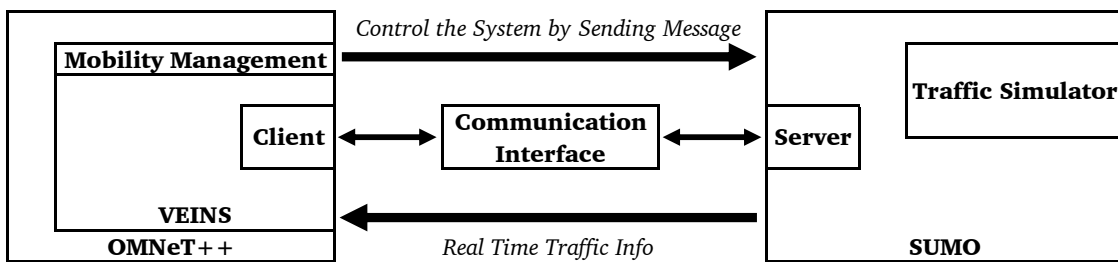 Control the System by Sending Message
Mobility Management
Traffic Simulator
Client
Communication
Interface
Server
VEINS
OMNeT++
Real Time Traffic Info
SUMO